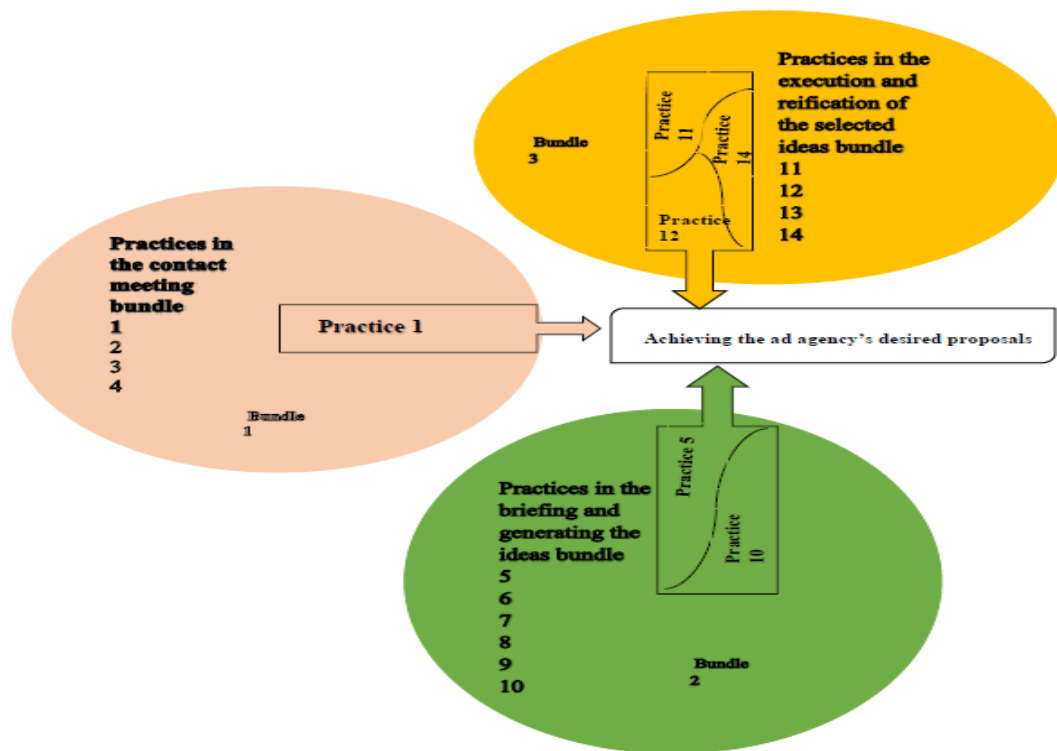 Practices in the
execution and
reification of
the selected
ideas bundle
11
12
13
14
Bundle
3
Practice
11
Practice
14
Practice
12
Practices in
the contact
meeting
bundle
1
2
3
4
Practice 1
Bundle
1
Achieving the ad agency's desired proposals
Practices in the
briefing and
generating the
ideas bundle
5
6
7
8
9
10
Practice 5
Practice
10
Bundle
2